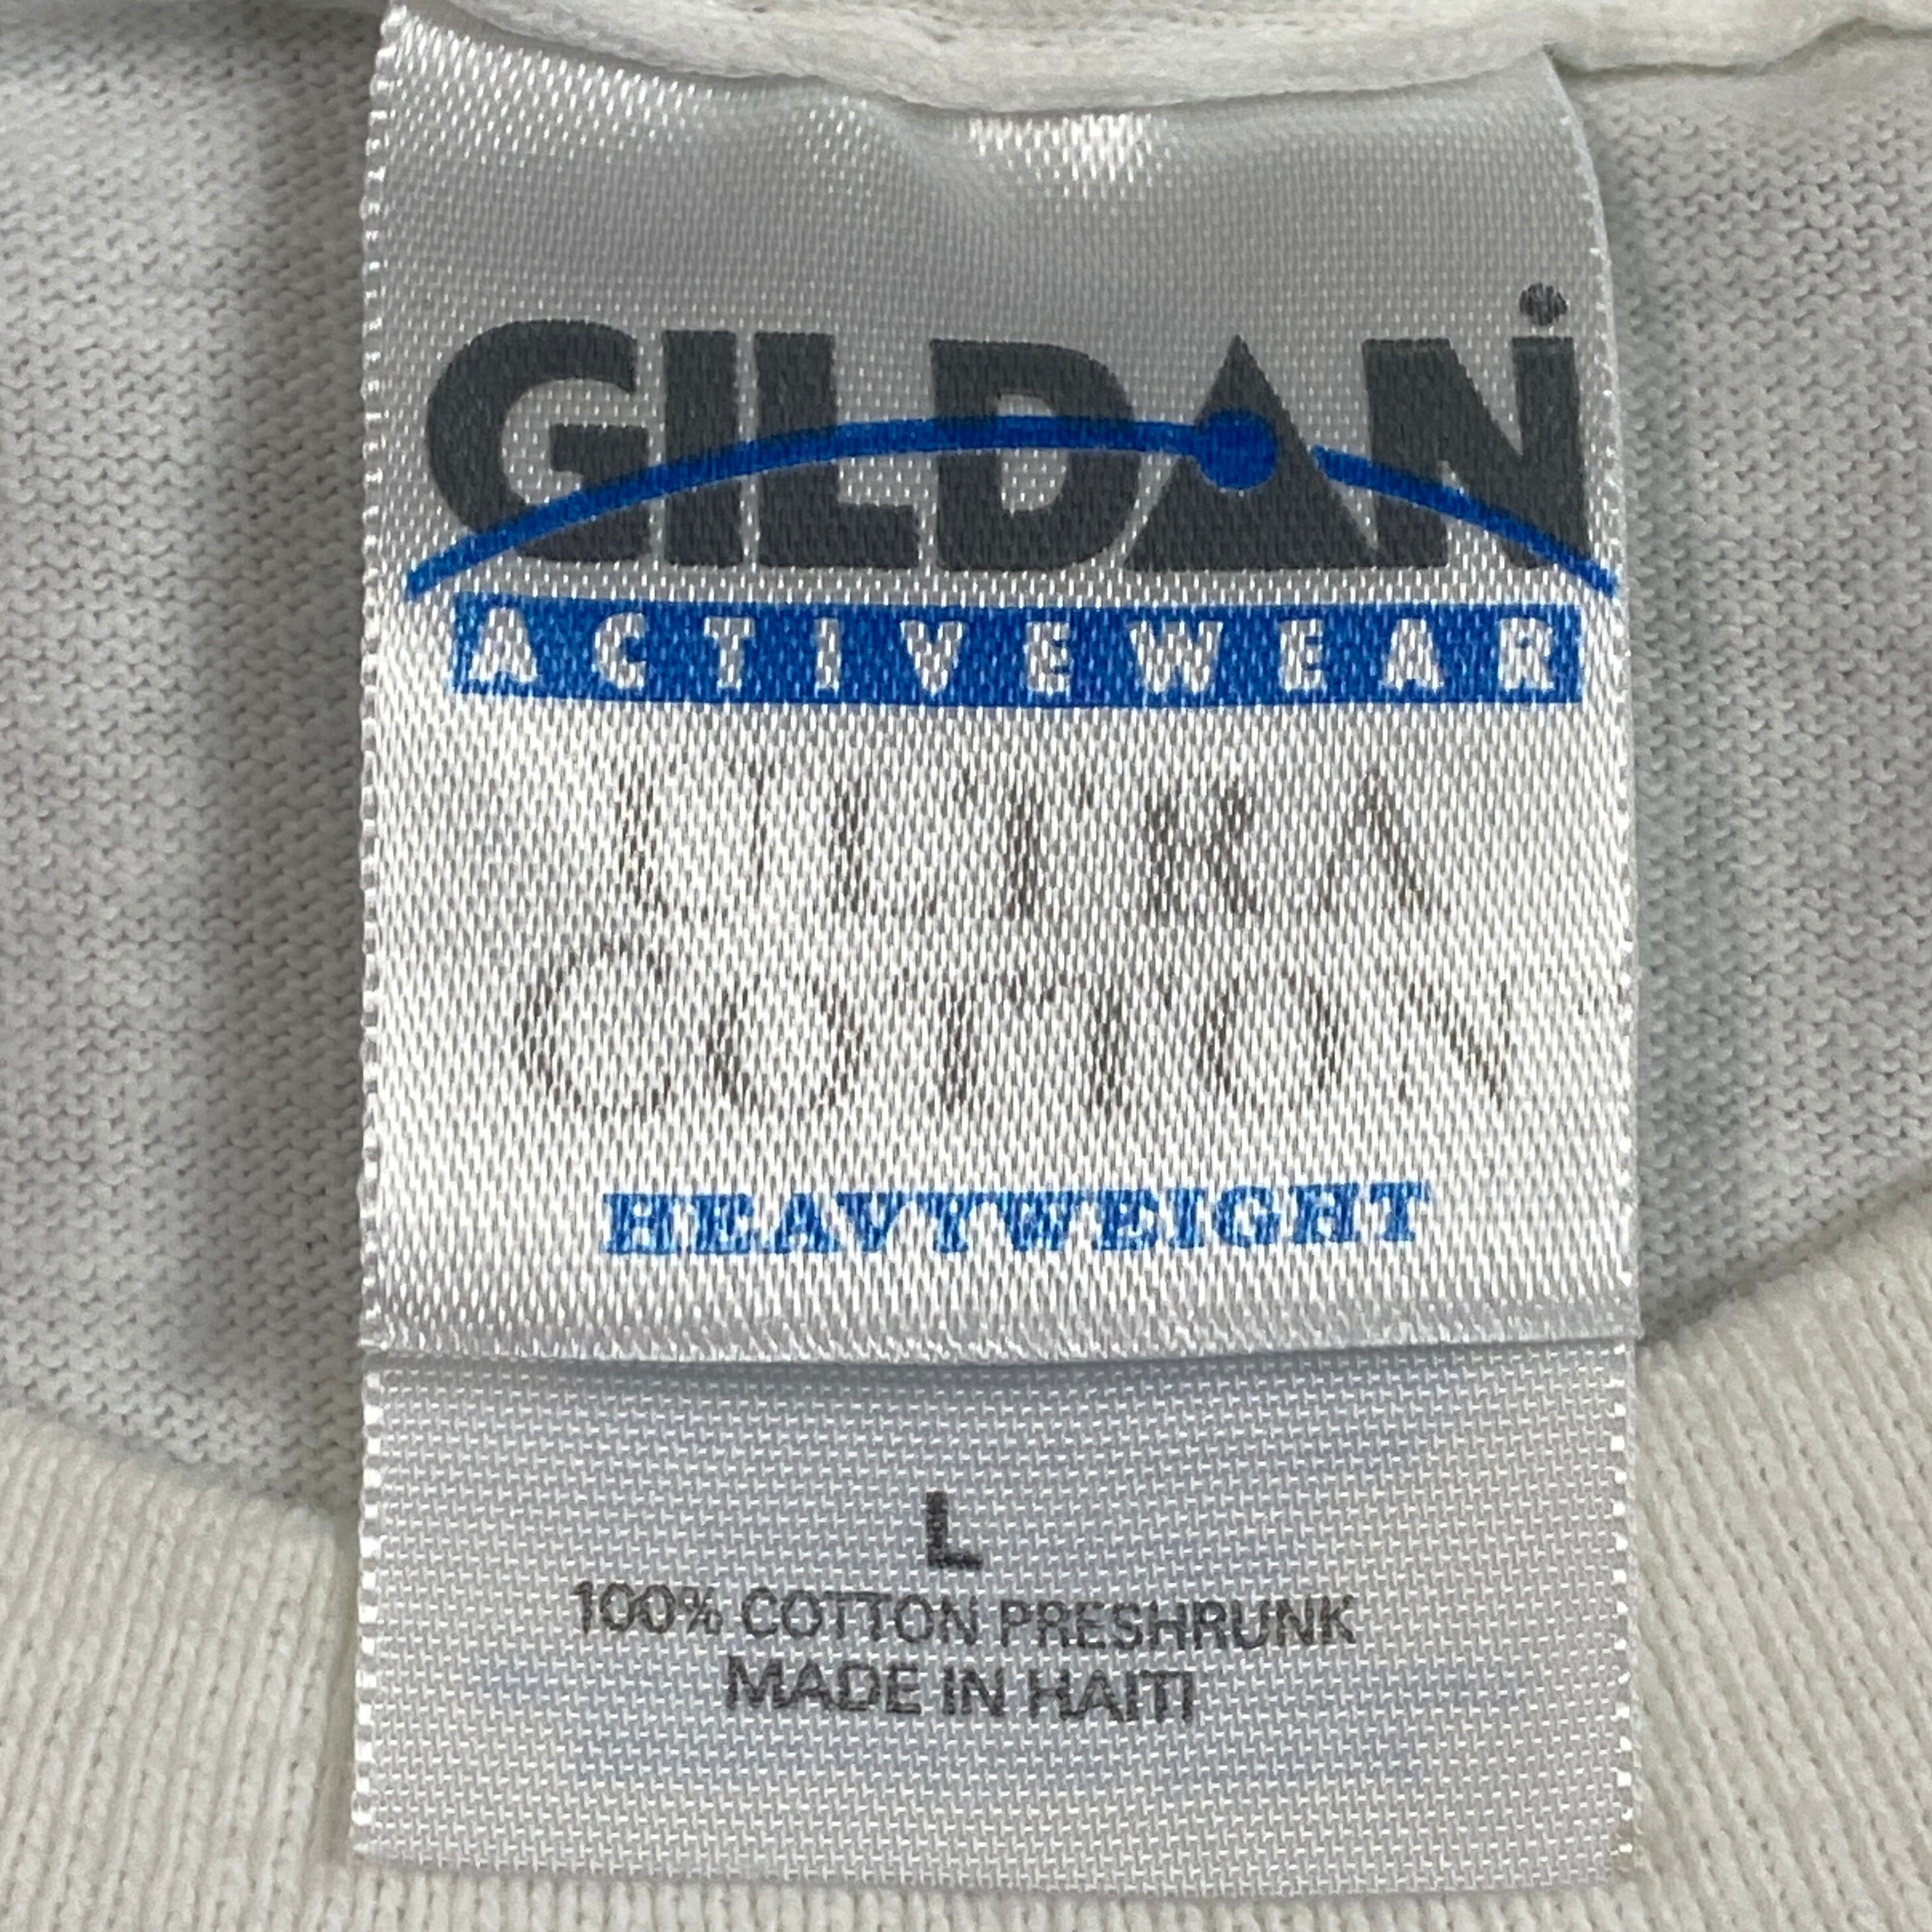 GILDAN
ACTIVEWEAR
ULTRA
COTTON
HEAVYWEIGHT
L
100% COTTON PRESHRUNK
MADE IN HAITI